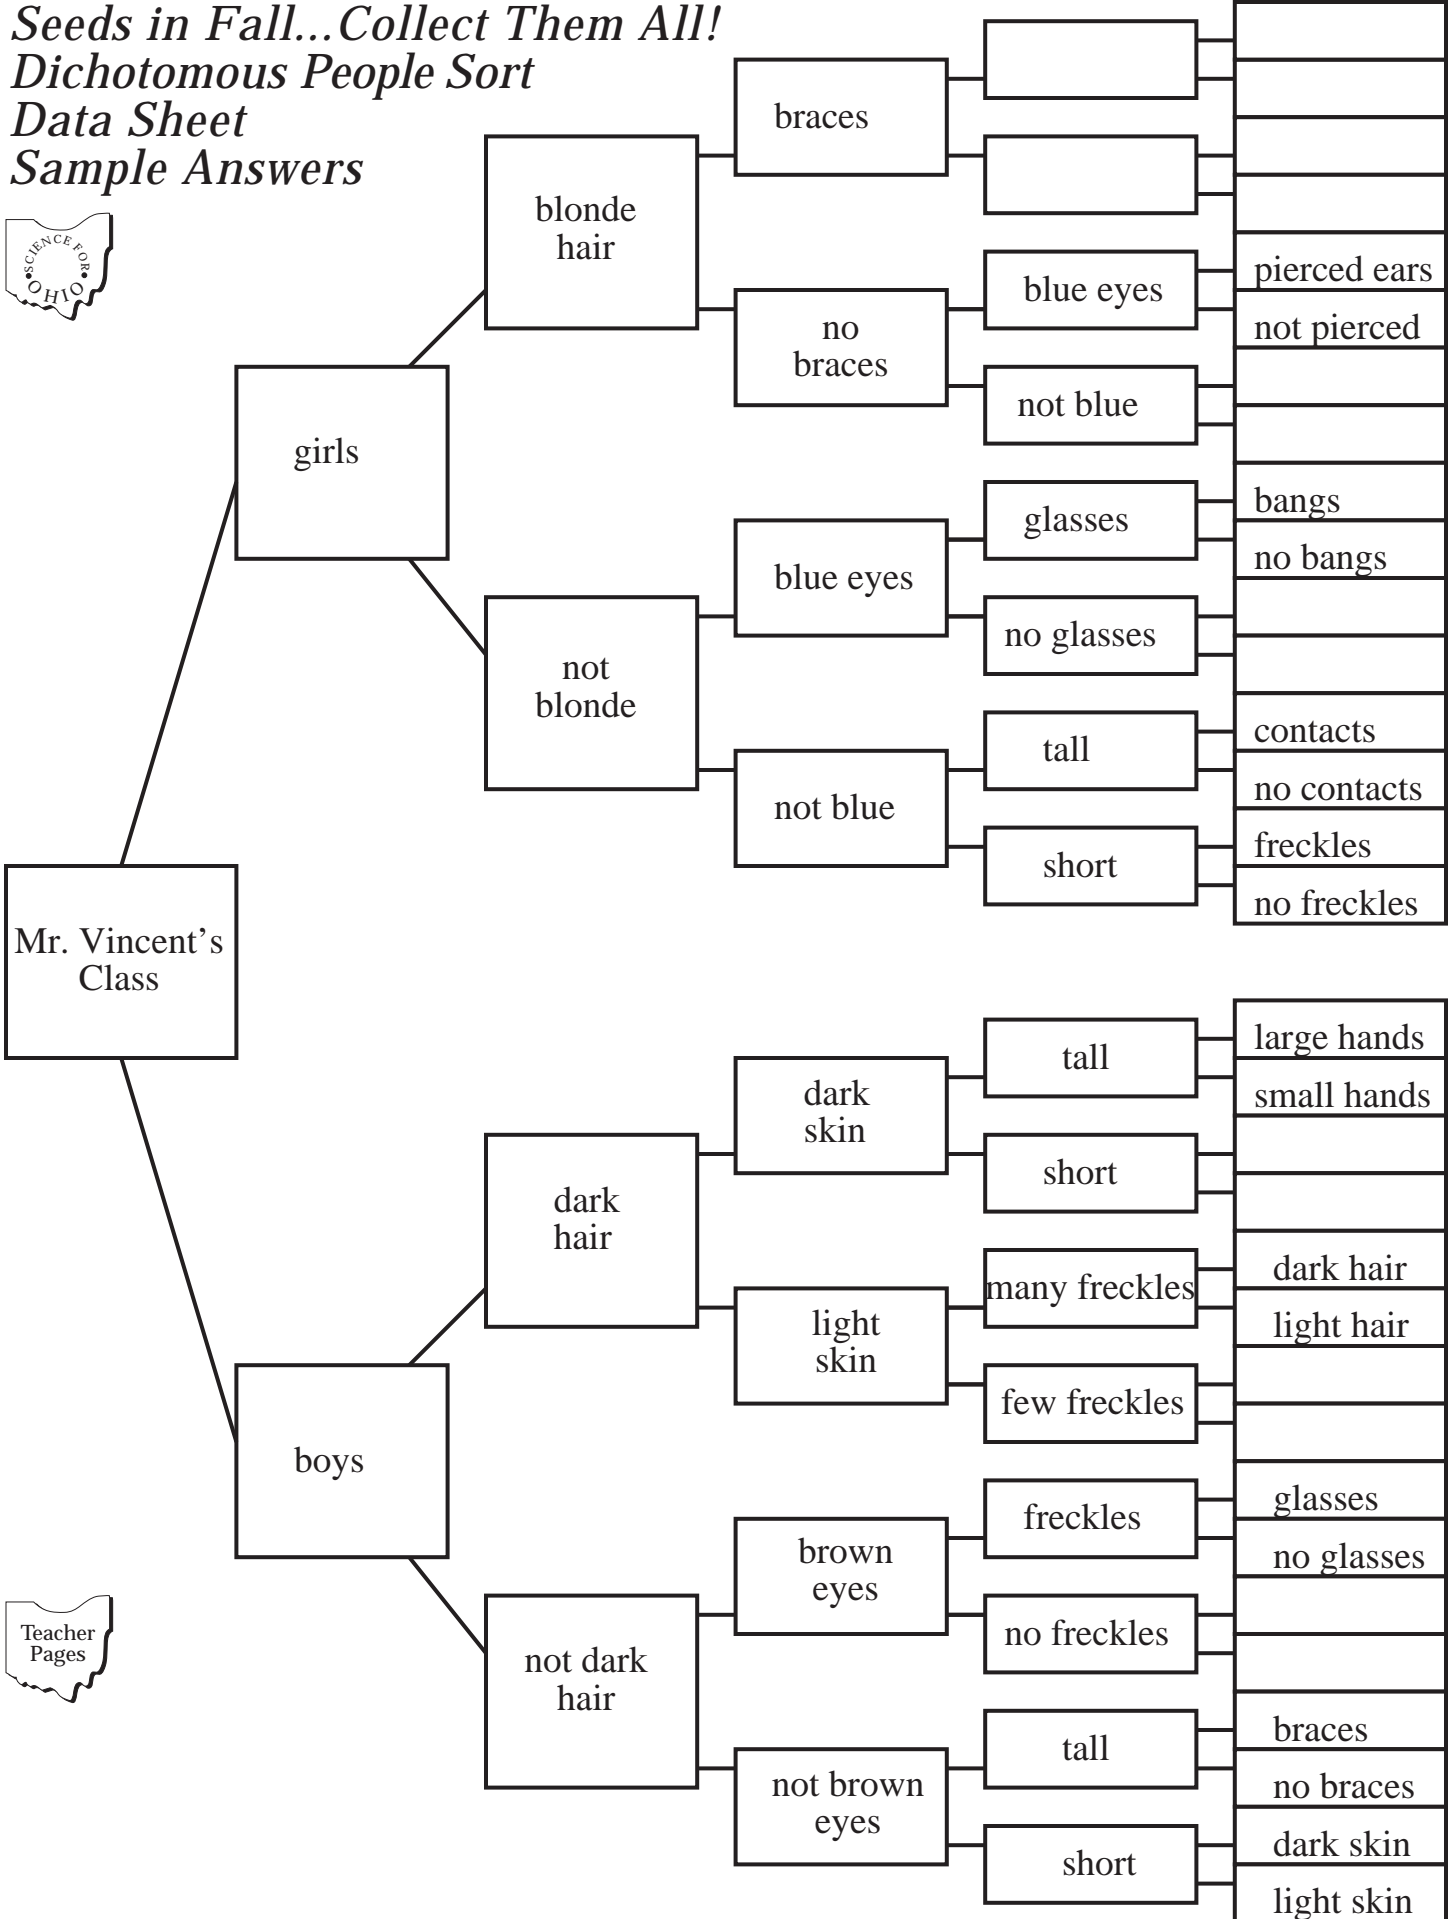 Seeds in Fall...Collect Them All!
Dichotomous People Sort
Data Sheet
Sample Answers
SCIENCE FOR
OHIO
Mr. Vincent's
Class
girls
blonde
hair
braces
no
braces
blue eyes
pierced ears
not pierced
not blue
not
blonde
blue eyes
glasses
bangs
no bangs
no glasses
not blue
tall
contacts
no contacts
short
freckles
no freckles
boys
dark
hair
dark
skin
tall
large hands
small hands
short
light
skin
many freckles
dark hair
light hair
few freckles
not dark
hair
brown
eyes
freckles
glasses
no glasses
no freckles
not brown
eyes
tall
braces
no braces
short
dark skin
light skin
Teacher
Pages